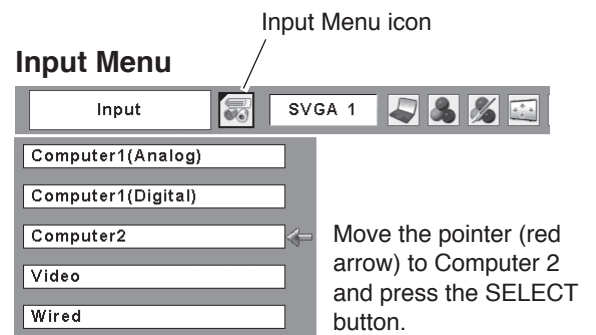 Input Menu icon
Input Menu
Input
SVGA 1
Computer1(Analog)
Computer1(Digital)
Computer2
Video
Wired
Move the pointer (red
arrow) to Computer 2
and press the SELECT
button.